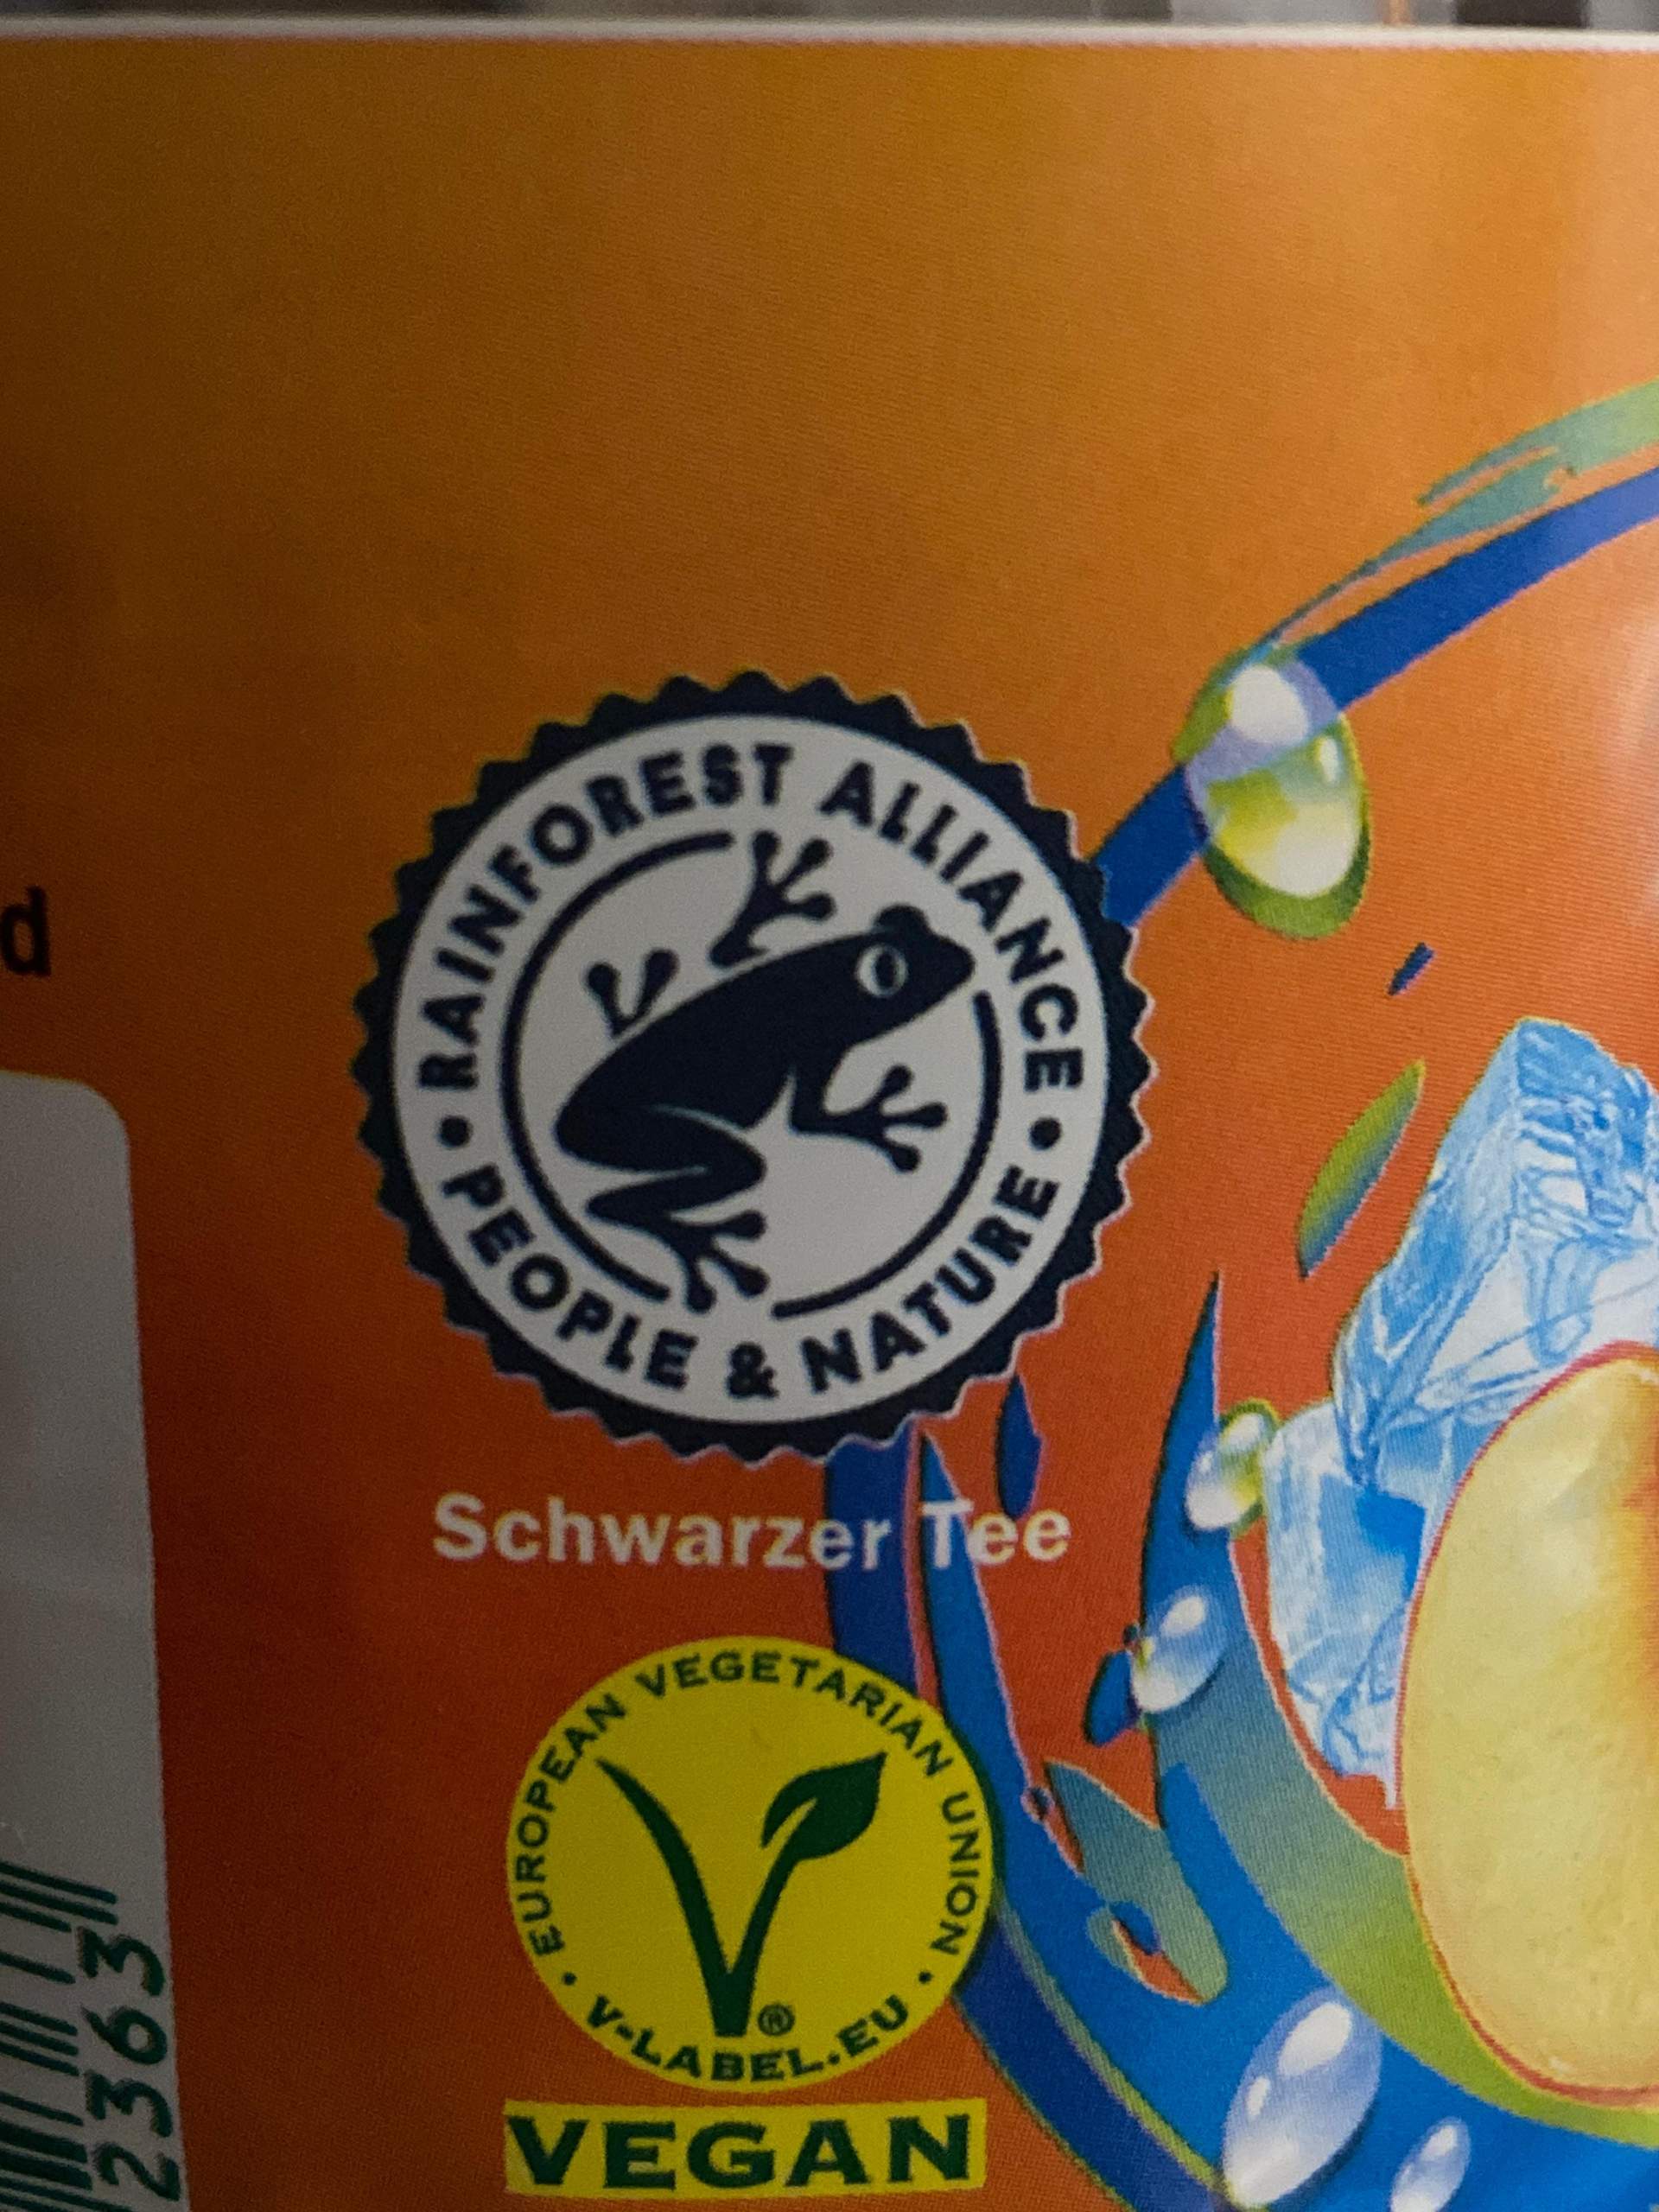 d
RAINFOREST ALLIANCE
• PEOPLE & NATURE •
Schwarzer Tee
EUROPEAN VEGETARIAN UNION
• V-LABEL.EU •
®
VEGAN
2363